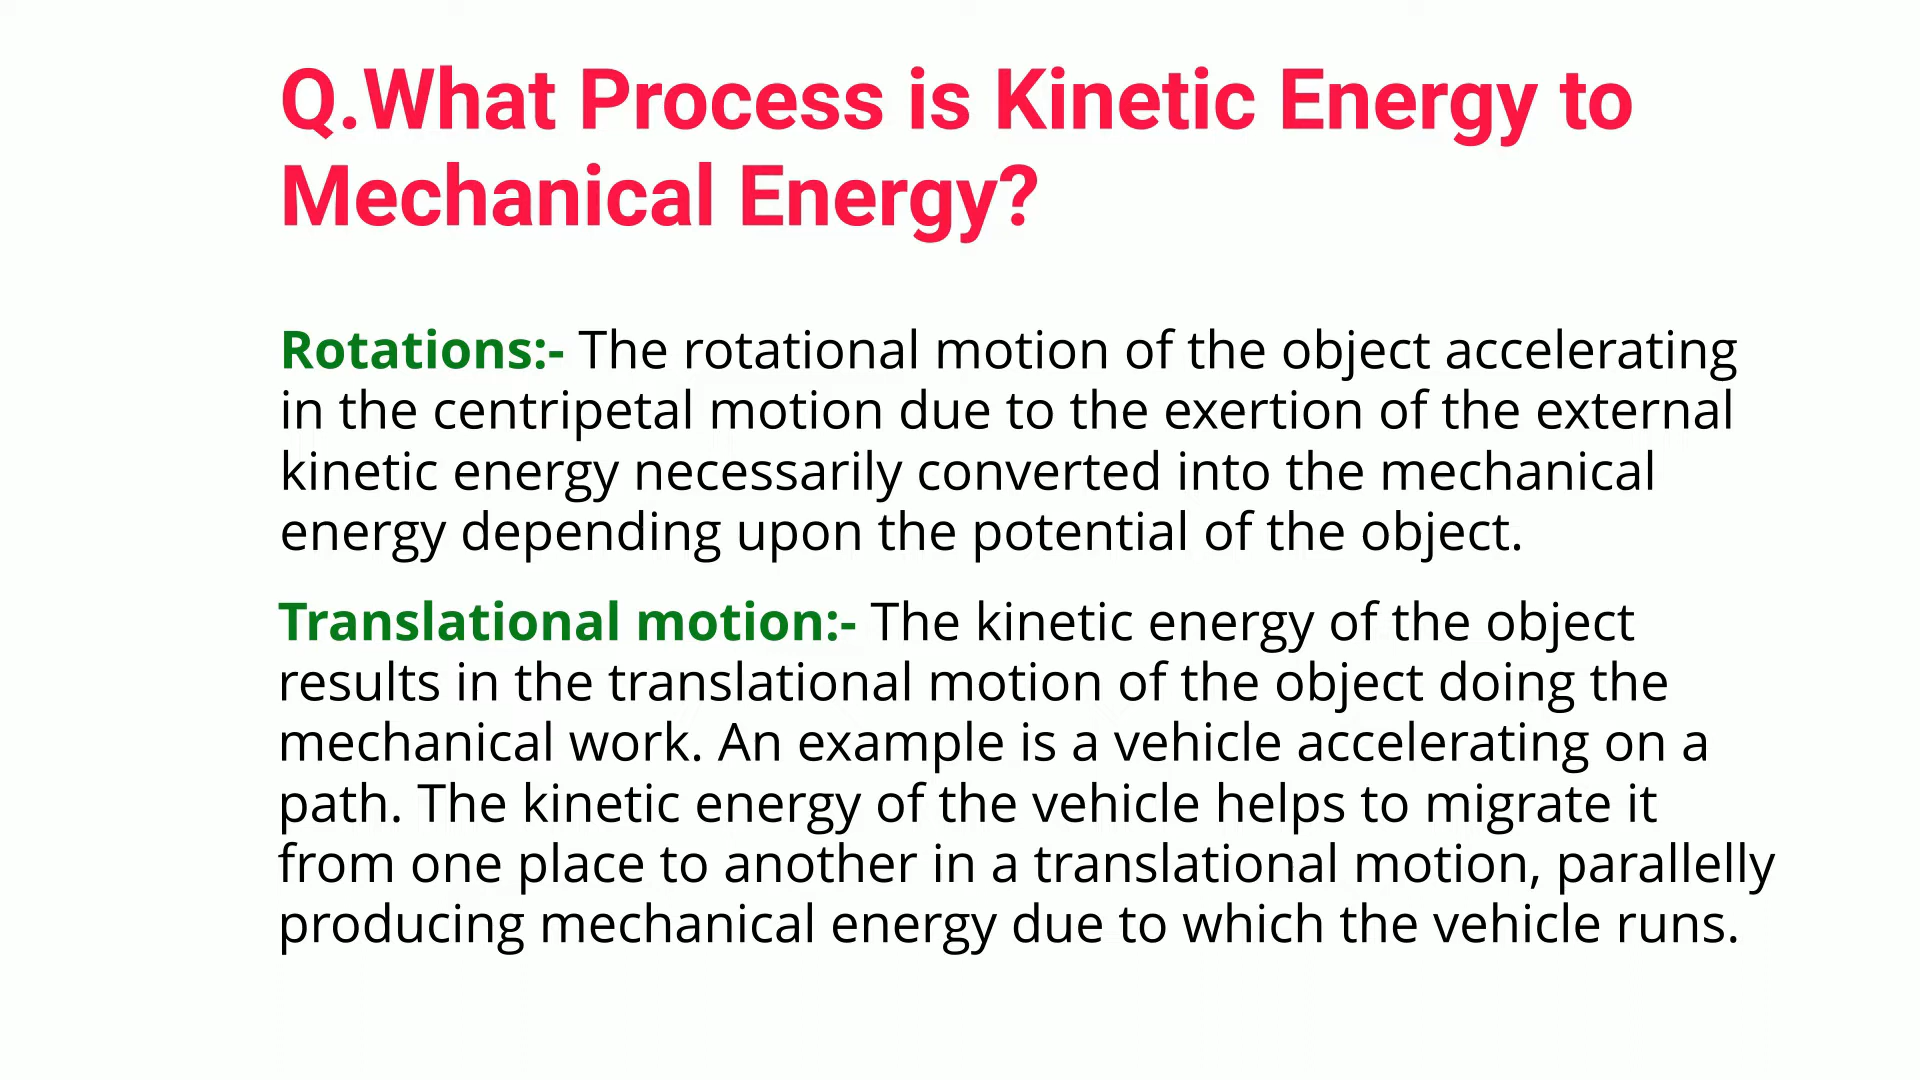 Q.What Process is Kinetic Energy to
Mechanical Energy?
Rotations:- The rotational motion of the object accelerating
in the centripetal motion due to the exertion of the external
kinetic energy necessarily converted into the mechanical
energy depending upon the potential of the object.
Translational motion:- The kinetic energy of the object
results in the translational motion of the object doing the
mechanical work. An example is a vehicle accelerating on a
path. The kinetic energy of the vehicle helps to migrate it
from one place to another in a translational motion, parallelly
producing mechanical energy due to which the vehicle runs.